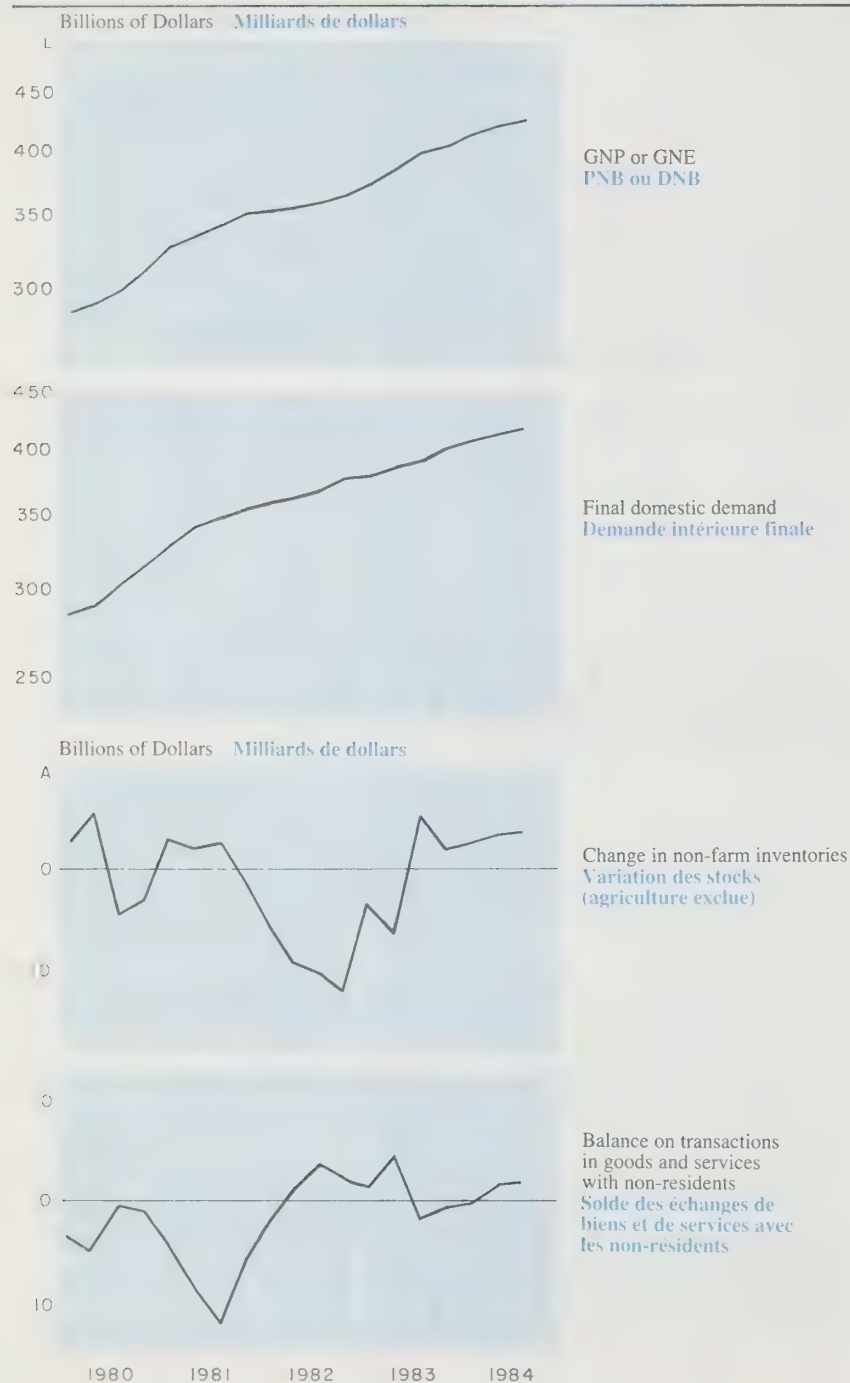 Billions of Dollars Milliards de dollars
L
450
400
350
300
GNP or GNE
PNB ou DNB
450
400
350
300
250
Final domestic demand
Demande intérieure finale
Billions of Dollars Milliards de dollars
A
0
10
Change in non-farm inventories
Variation des stocks
(agriculture exclue)
0
0
10
Balance on transactions
in goods and services
with non-residents
Solde des échanges de
biens et de services avec
les non-résidents
1980 1981 1982 1983 1984